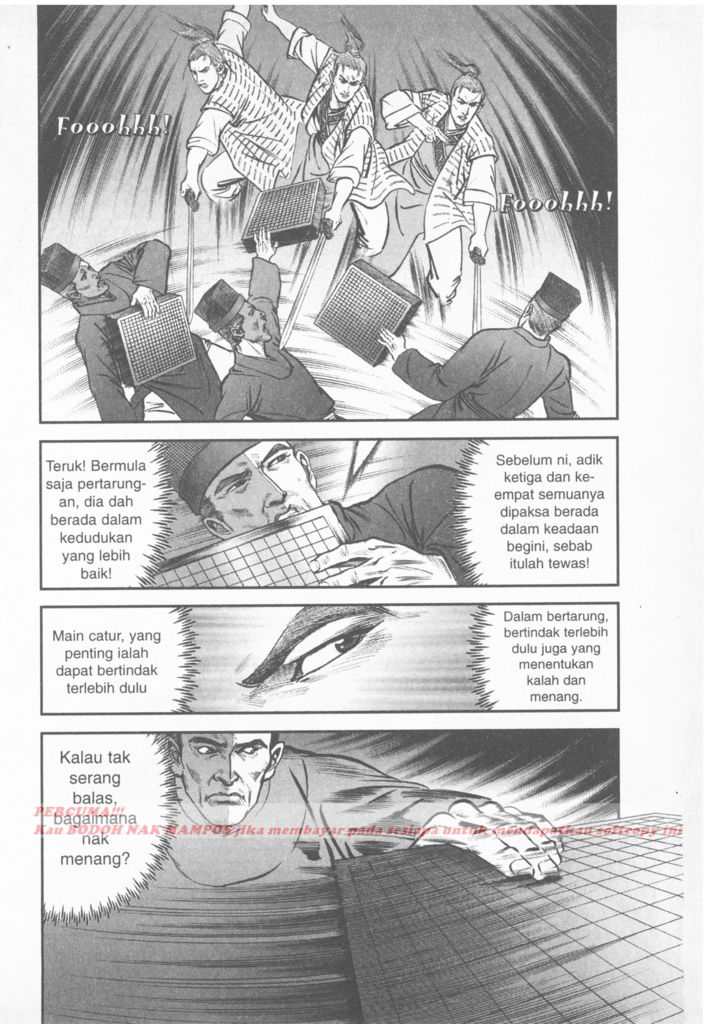 Fooohhh!
Fooohhh!
Teruk! Bermula
saja pertarung-
an, dia dah
berada dalam
kedudukan
yang lebih
baik!
Sebelum ni, adik
ketiga dan ke-
empat semuanya
dipaksa berada
dalam keadaan
begini, sebab
itulah tewas!
Main catur, yang
penting ialah
dapat bertindak
terlebih dulu
Dalam bertarung,
bertindak terlebih
dulu juga yang
menentukan
kalah dan
menang.
Kalau tak
serang
balas,
bagaimana
nak
menang?
PERCUMA!!!
Kau BODOH NAK MAMPOS jika membayar pada sesiapa untuk mendapatkan softcopy ini